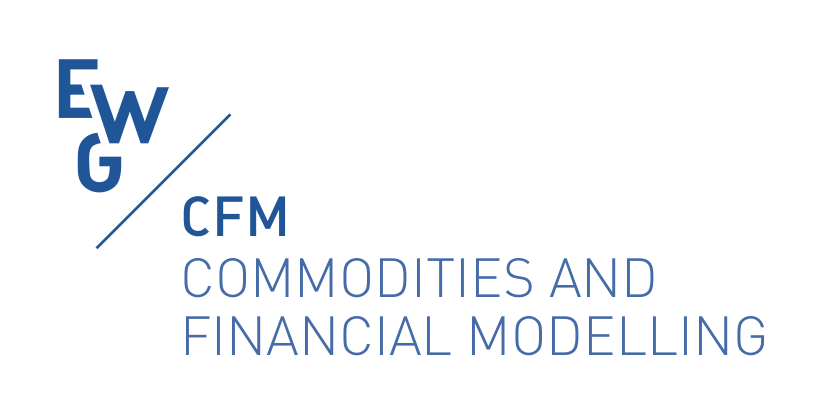 EWG
CFM
COMMODITIES AND
FINANCIAL MODELLING